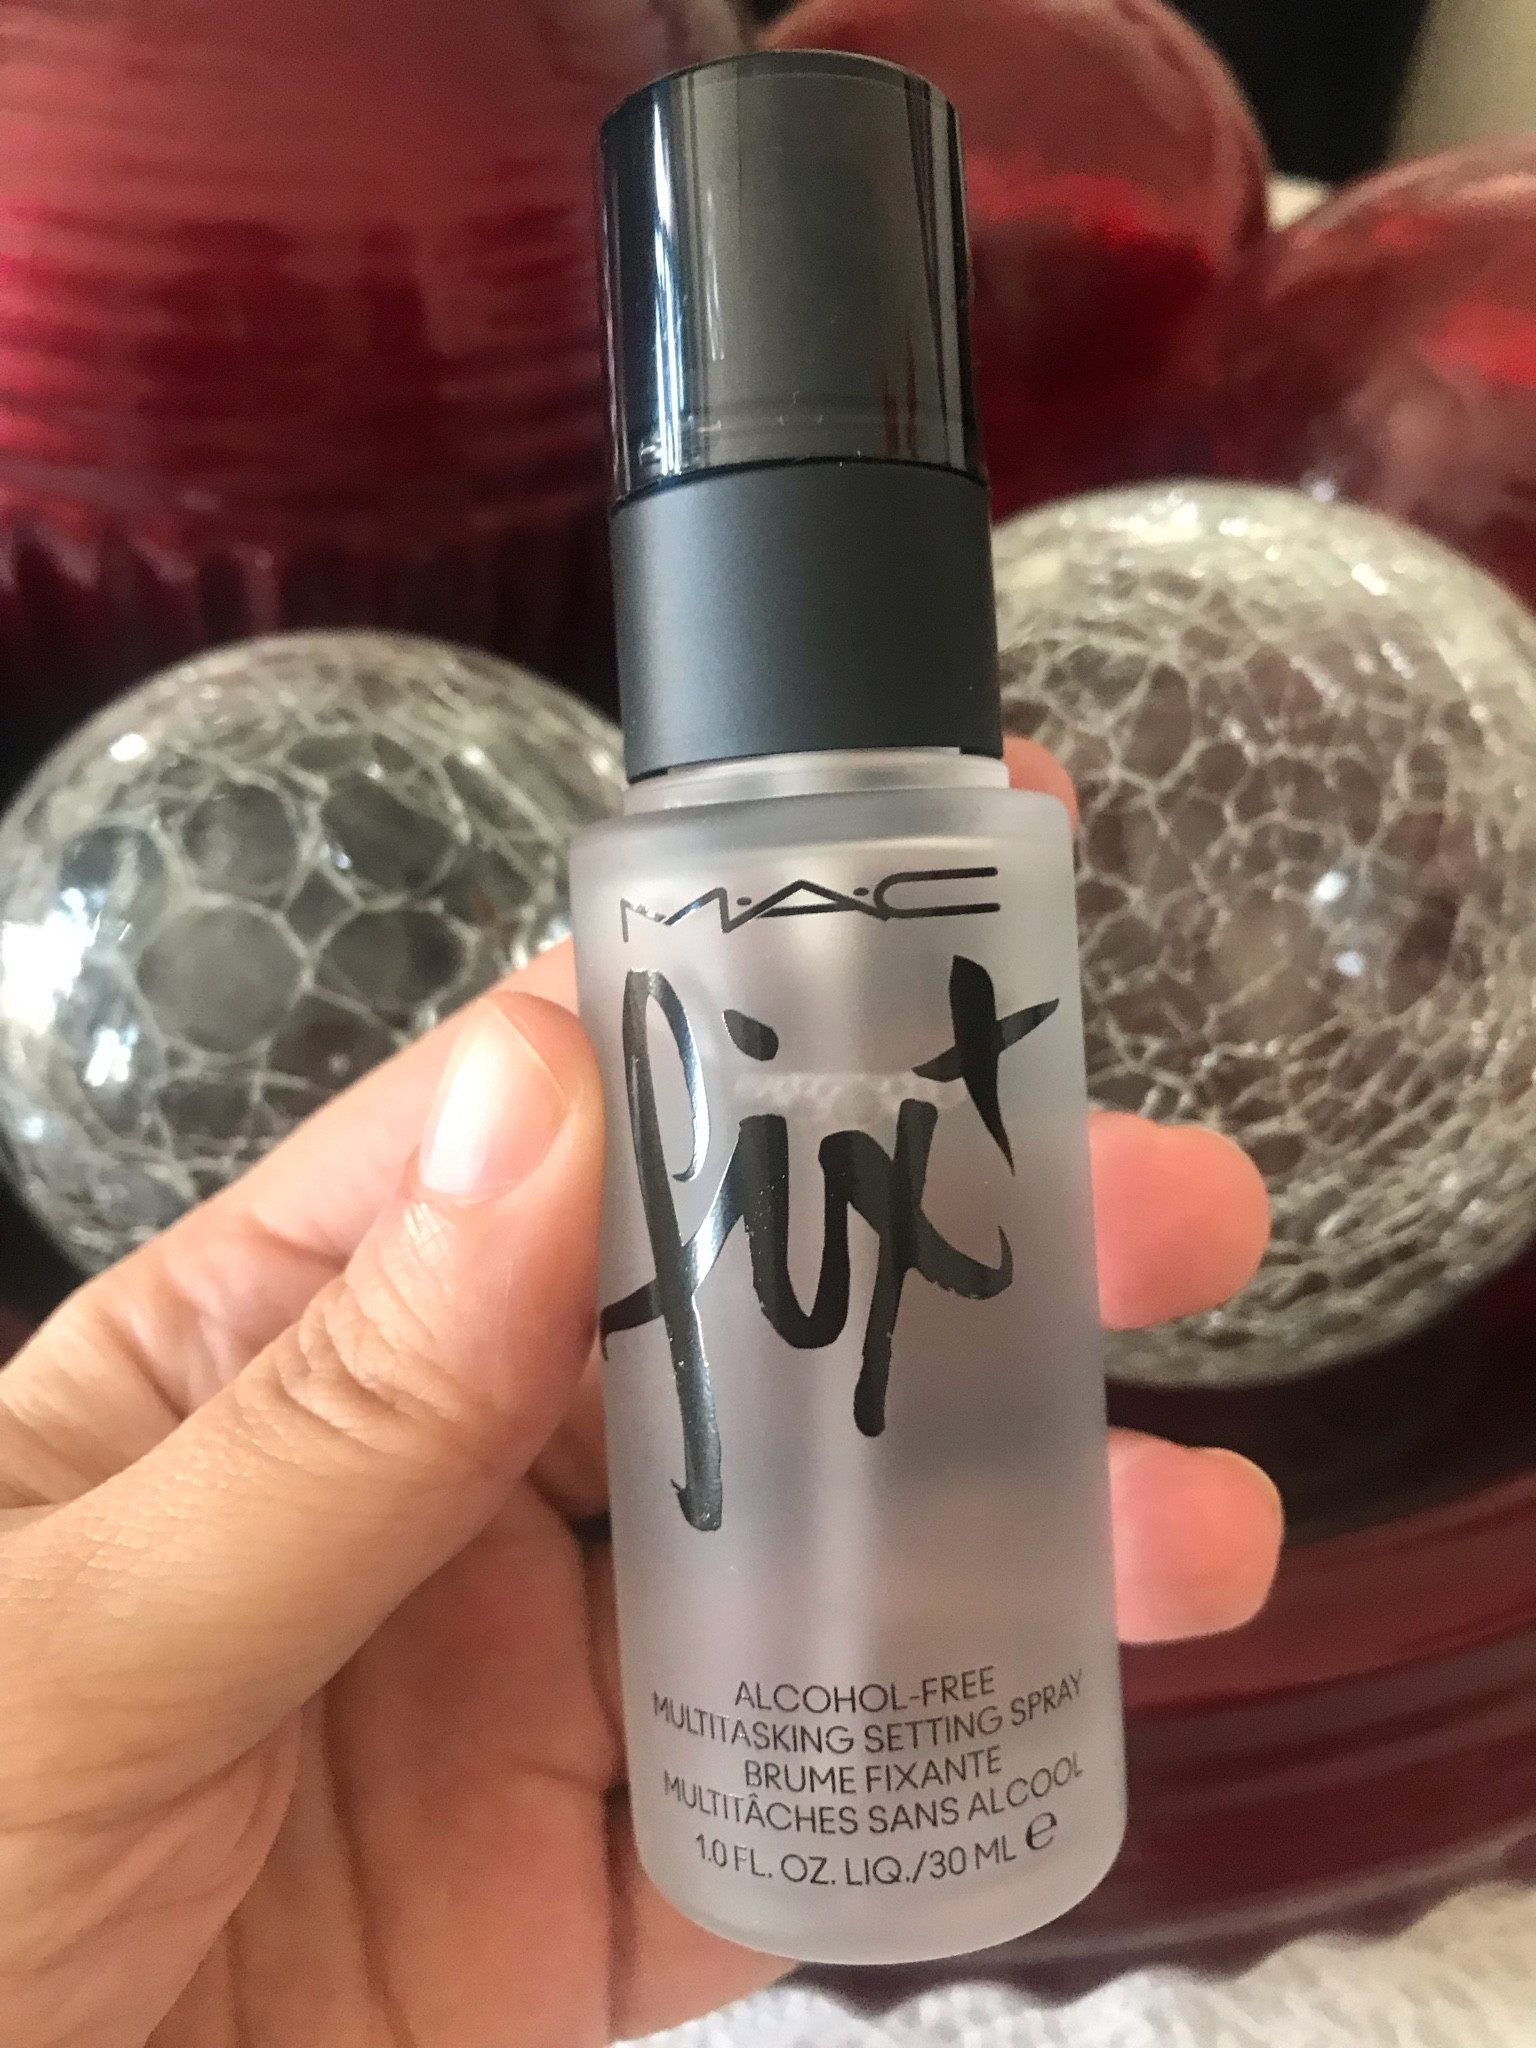 M·A·C
fix+
ALCOHOL-FREE
MULTITASKING SETTING SPRAY
BRUME FIXANTE
MULTITÂCHES SANS ALCOOL
1.0 FL. OZ. LIQ./30 ML ℮